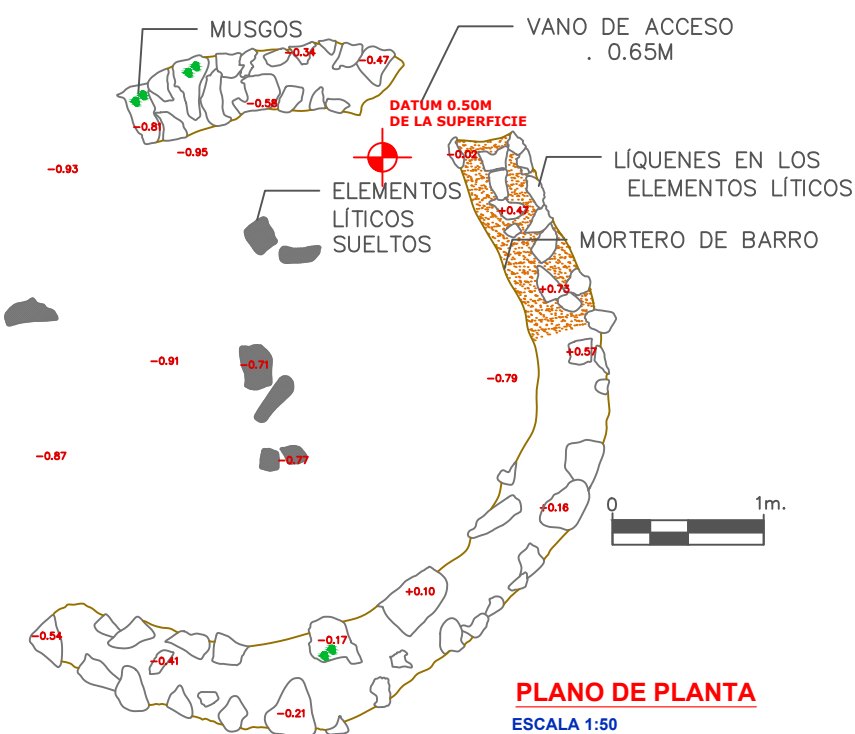 MUSGOS
VANO DE ACCESO
. 0.65M
−0.34
−0.47
−0.58
DATUM 0.50M
DE LA SUPERFICIE
−0.81
−0.95
−0.02
−0.93
LÍQUENES EN LOS
ELEMENTOS LÍTICOS
ELEMENTOS
LÍTICOS
SUELTOS
+0.47
MORTERO DE BARRO
+0.73
−0.91
−0.71
+0.57
−0.79
−0.87
−0.77
0
1m.
−0.16
+0.10
−0.54
−0.17
−0.41
−0.21
PLANO DE PLANTA
ESCALA 1:50